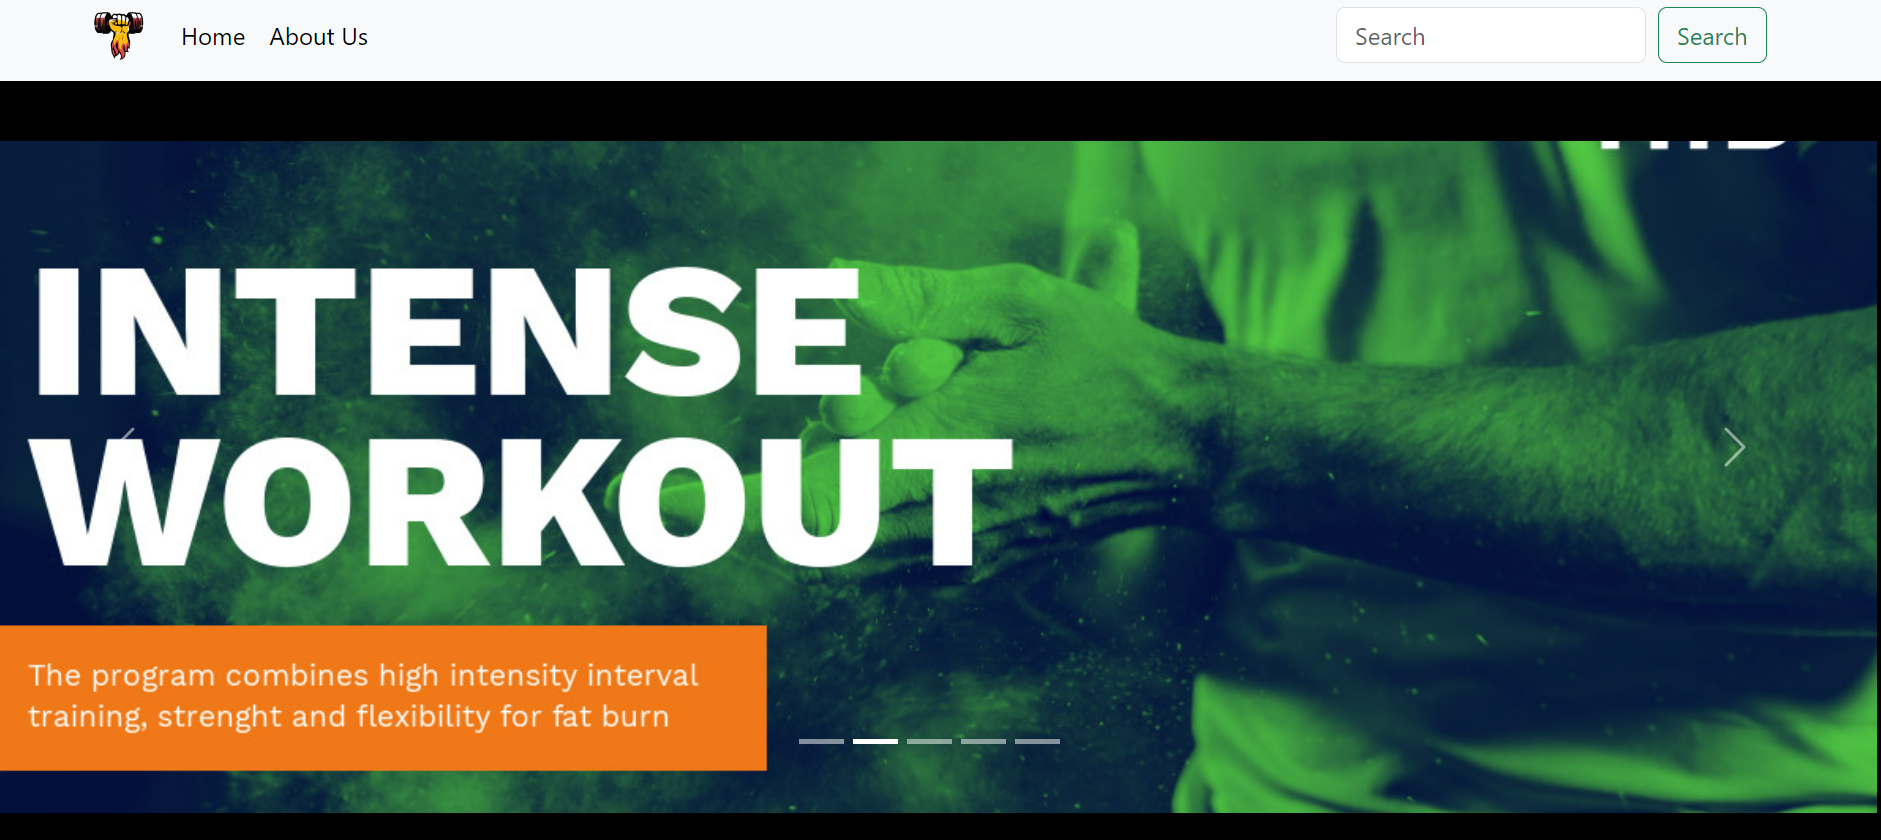 Home About Us Search Search
INTENSE
WORKOUT
The program combines high intensity interval
training, strenght and flexibility for fat burn